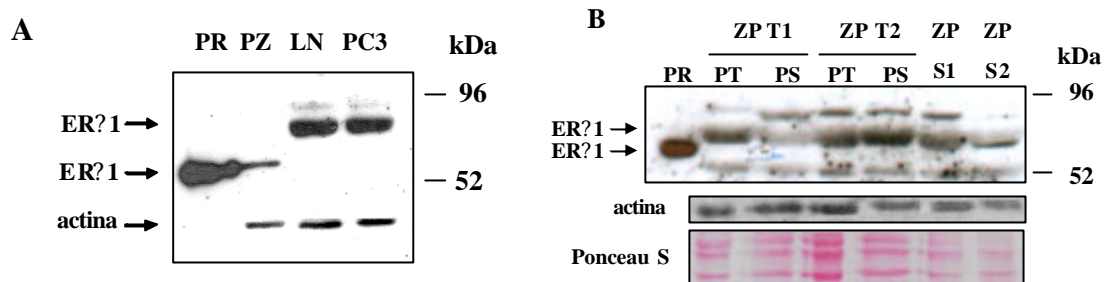 A
PR PZ LN PC3
kDa
96
ER?1
ER?1
52
actina
B
ZP T1 ZP T2 ZP ZP
kDa
PR PT PS PT PS S1 S2
96
ER?1
ER?1
52
actina
Ponceau S